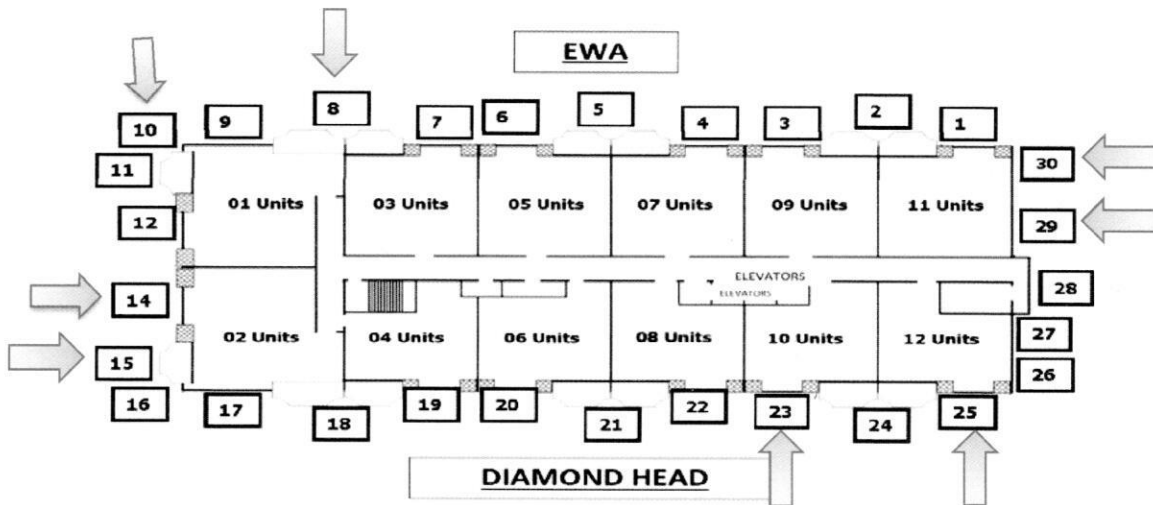 EWA
8
10
9
7
6
5
4
3
2
1
11
30
01 Units
03 Units
05 Units
07 Units
09 Units
11 Units
12
29
ELEVATORS
ELEVATORS
14
28
02 Units
04 Units
06 Units
08 Units
10 Units
12 Units
27
15
26
16
17
18
19
20
21
22
23
24
25
DIAMOND HEAD